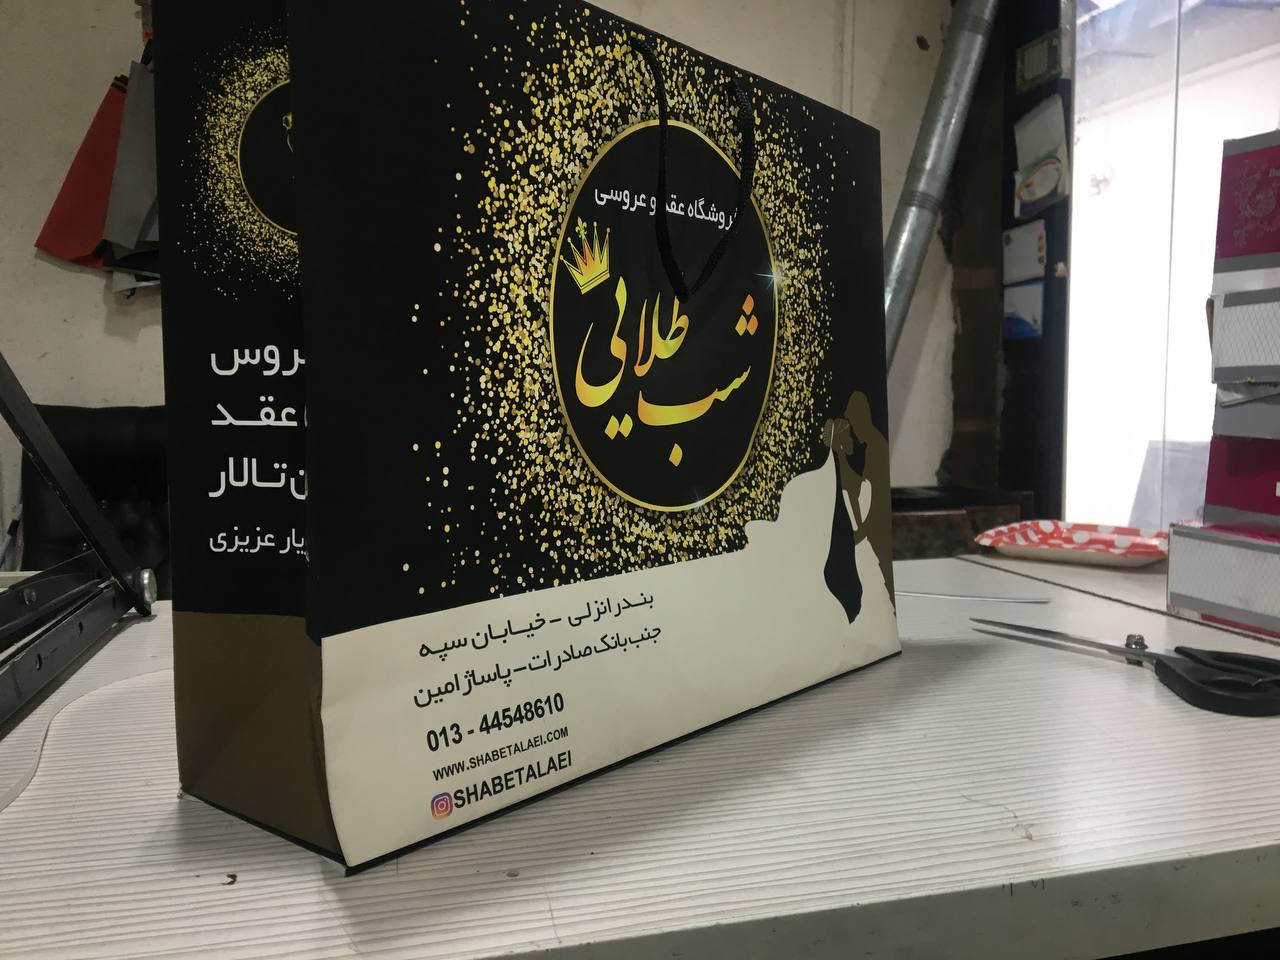 فروشگاه عقد و عروسی
شب طلایی
بندر انزلی - خیابان سپه
جنب بانک صادرات - پاساژ امین
013 - 44548610
WWW.SHABETALAEI.COM
SHABETALAEI
عقد
تالار
عزیزی